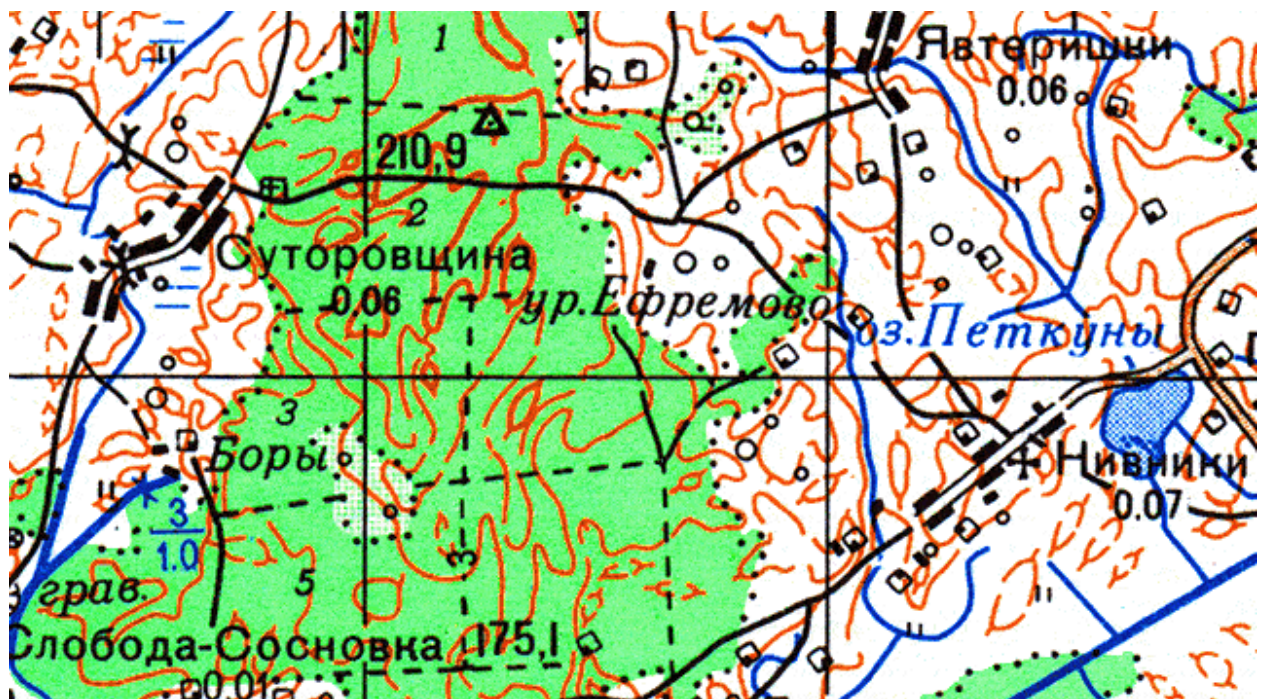 1
Явтеришки
0.06
210,9
2
Суторовщина
0.06
ур.Ефремово
оз.Петкуны
3
Боры
Нивники
0.07
3
1.0
3
5
грав.
Слобода-Сосновка
175,1
0.01